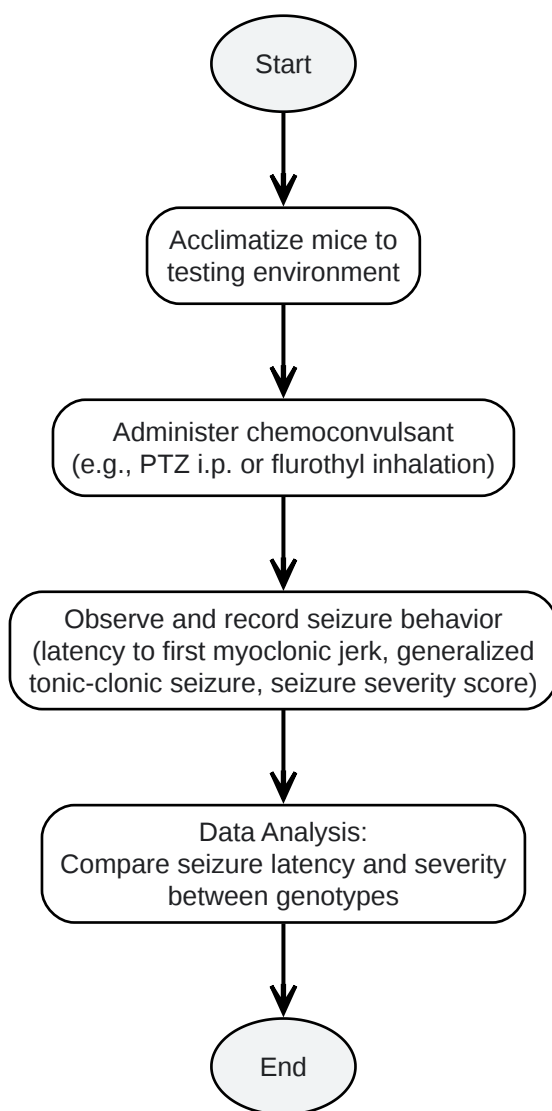 Start
Acclimatize mice to
testing environment
Administer chemoconvulsant
(e.g., PTZ i.p. or flurothyl inhalation)
Observe and record seizure behavior
(latency to first myoclonic jerk, generalized
tonic-clonic seizure, seizure severity score)
Data Analysis:
Compare seizure latency and severity
between genotypes
End